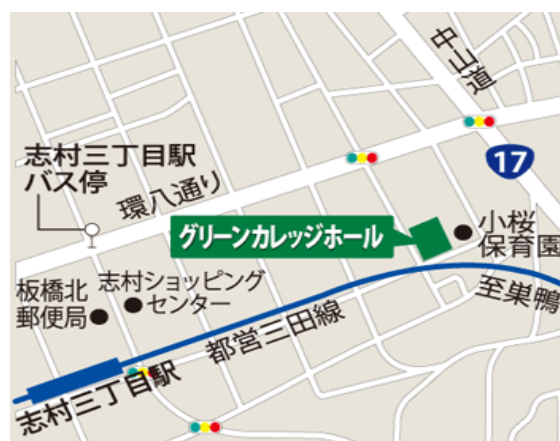 中山道
17
志村三丁目駅
バス停
環八通り
グリーンカレッジホール
小桜
保育園
板橋北
郵便局
志村ショッピング
センター
都営三田線
至巣鴨
志村三丁目駅